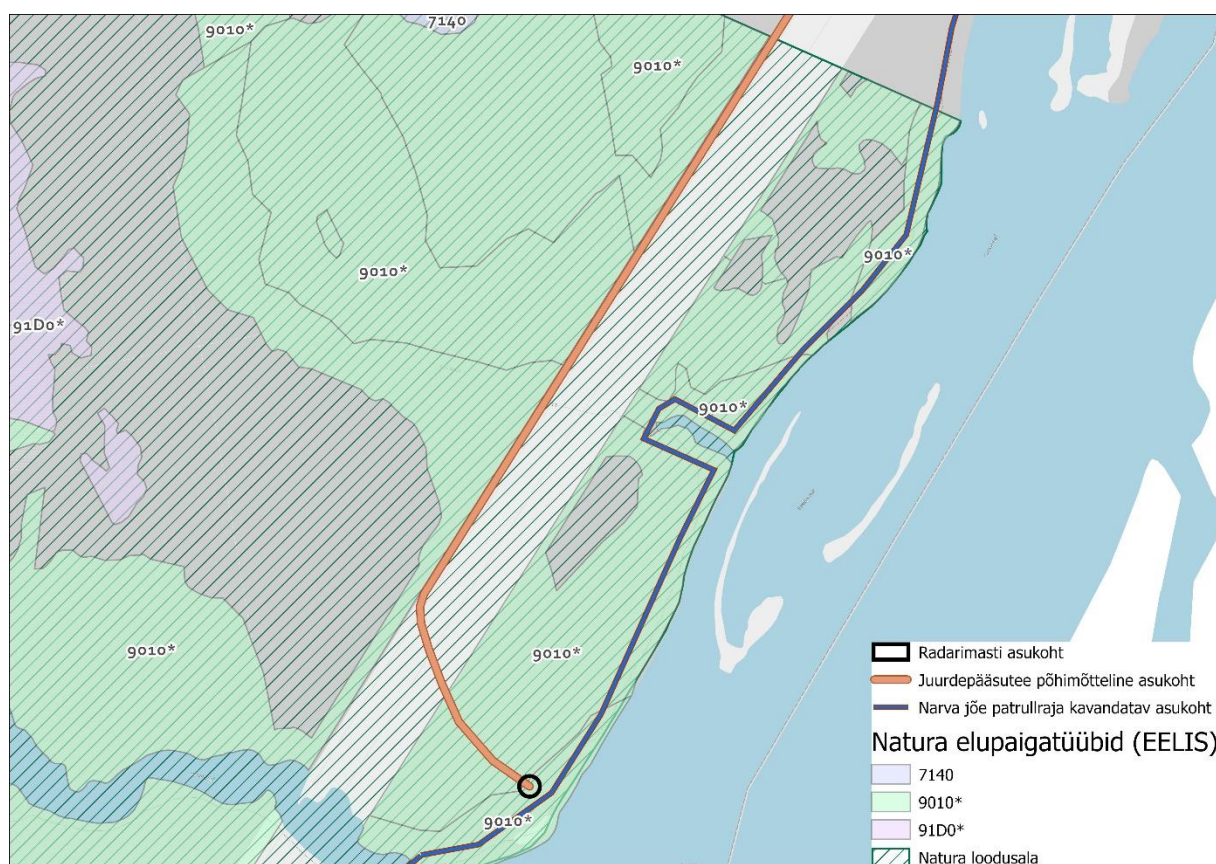 7140
9010*
9010*
9010*
9010*
91D0*
9010*
9010*
9010*
9010*
Radarimasti asukoht
Juurdepääsutee põhimõtteline asukoht
Narva jõe patrullraja kavandatav asukoht
Natura elupaigatüübid (EELIS)
7140
9010*
91D0*
Natura loodusala